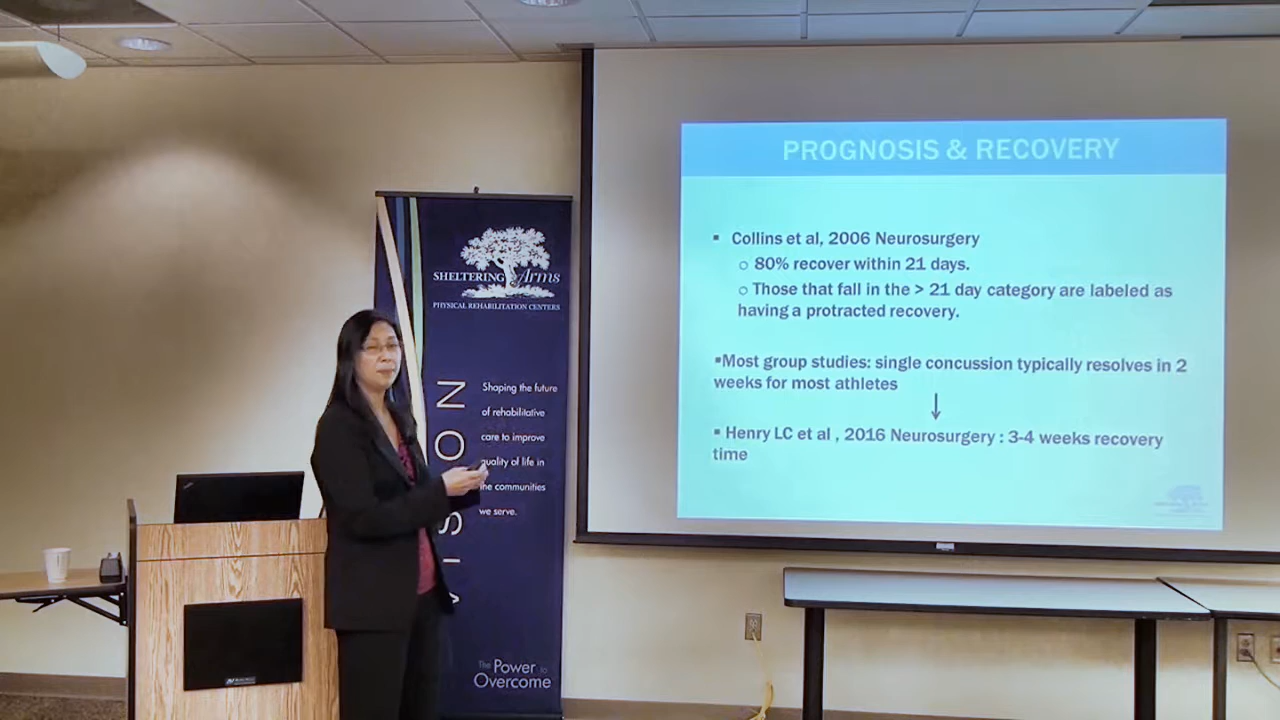 PROGNOSIS & RECOVERY
▪ Collins et al, 2006 Neurosurgery
○ 80% recover within 21 days.
○ Those that fall in the > 21 day category are labeled as
having a protracted recovery.
▪Most group studies: single concussion typically resolves in 2
weeks for most athletes
▪ Henry LC et al , 2016 Neurosurgery : 3-4 weeks recovery
time
SHELTERING Arms
PHYSICAL REHABILITATION CENTERS
Shaping the future
of rehabilitative
care to improve
quality of life in
the communities
we serve.
The Power to
Overcome